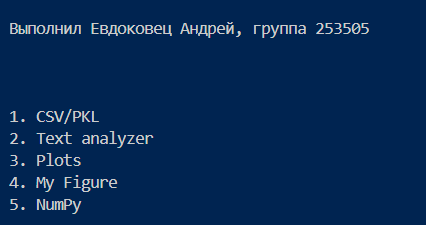 Выполнил Евдоковец Андрей, группа 253505
1. CSV/PKL
2. Text analyzer
3. Plots
4. My Figure
5. NumPy